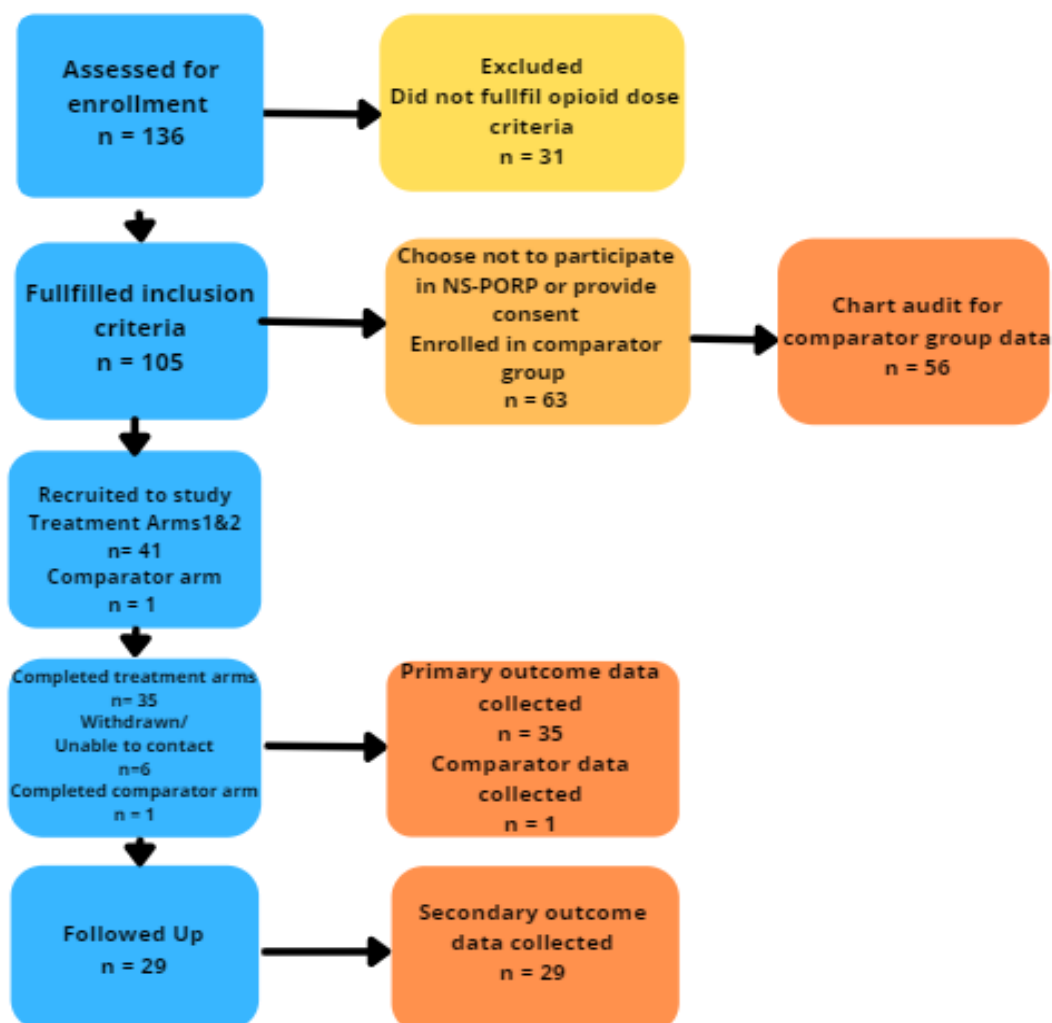 Assessed for
enrollment
n = 136
Excluded
Did not fullfil opioid dose
criteria
n = 31
Fullfilled inclusion
criteria
n = 105
Choose not to participate
in NS-PORP or provide
consent
Enrolled in comparator
group
n = 63
Chart audit for
comparator group data
n = 56
Recruited to study
Treatment Arms1&2
n= 41
Comparator arm
n = 1
Completed treatment arms
n= 35
Withdrawn/
Unable to contact
n=6
Completed comparator arm
n = 1
Primary outcome data
collected
n = 35
Comparator data
collected
n = 1
Followed Up
n = 29
Secondary outcome
data collected
n = 29